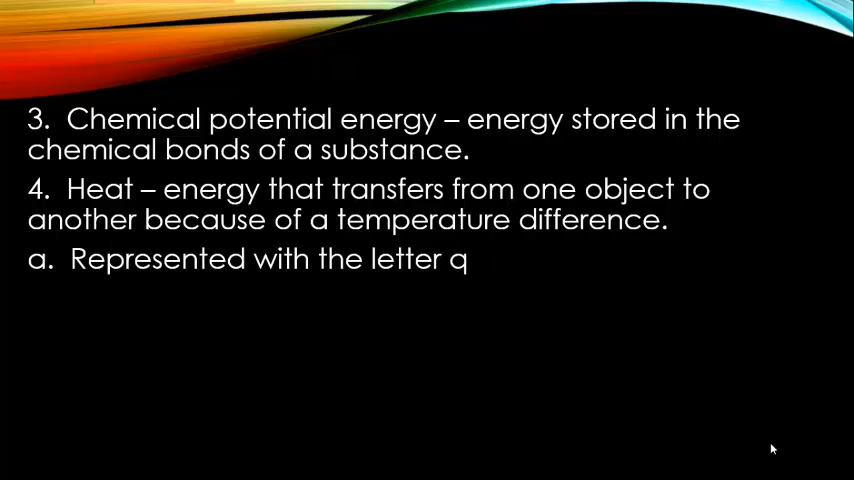 3.  Chemical potential energy – energy stored in the
chemical bonds of a substance.
4.  Heat – energy that transfers from one object to
another because of a temperature difference.
a.  Represented with the letter q